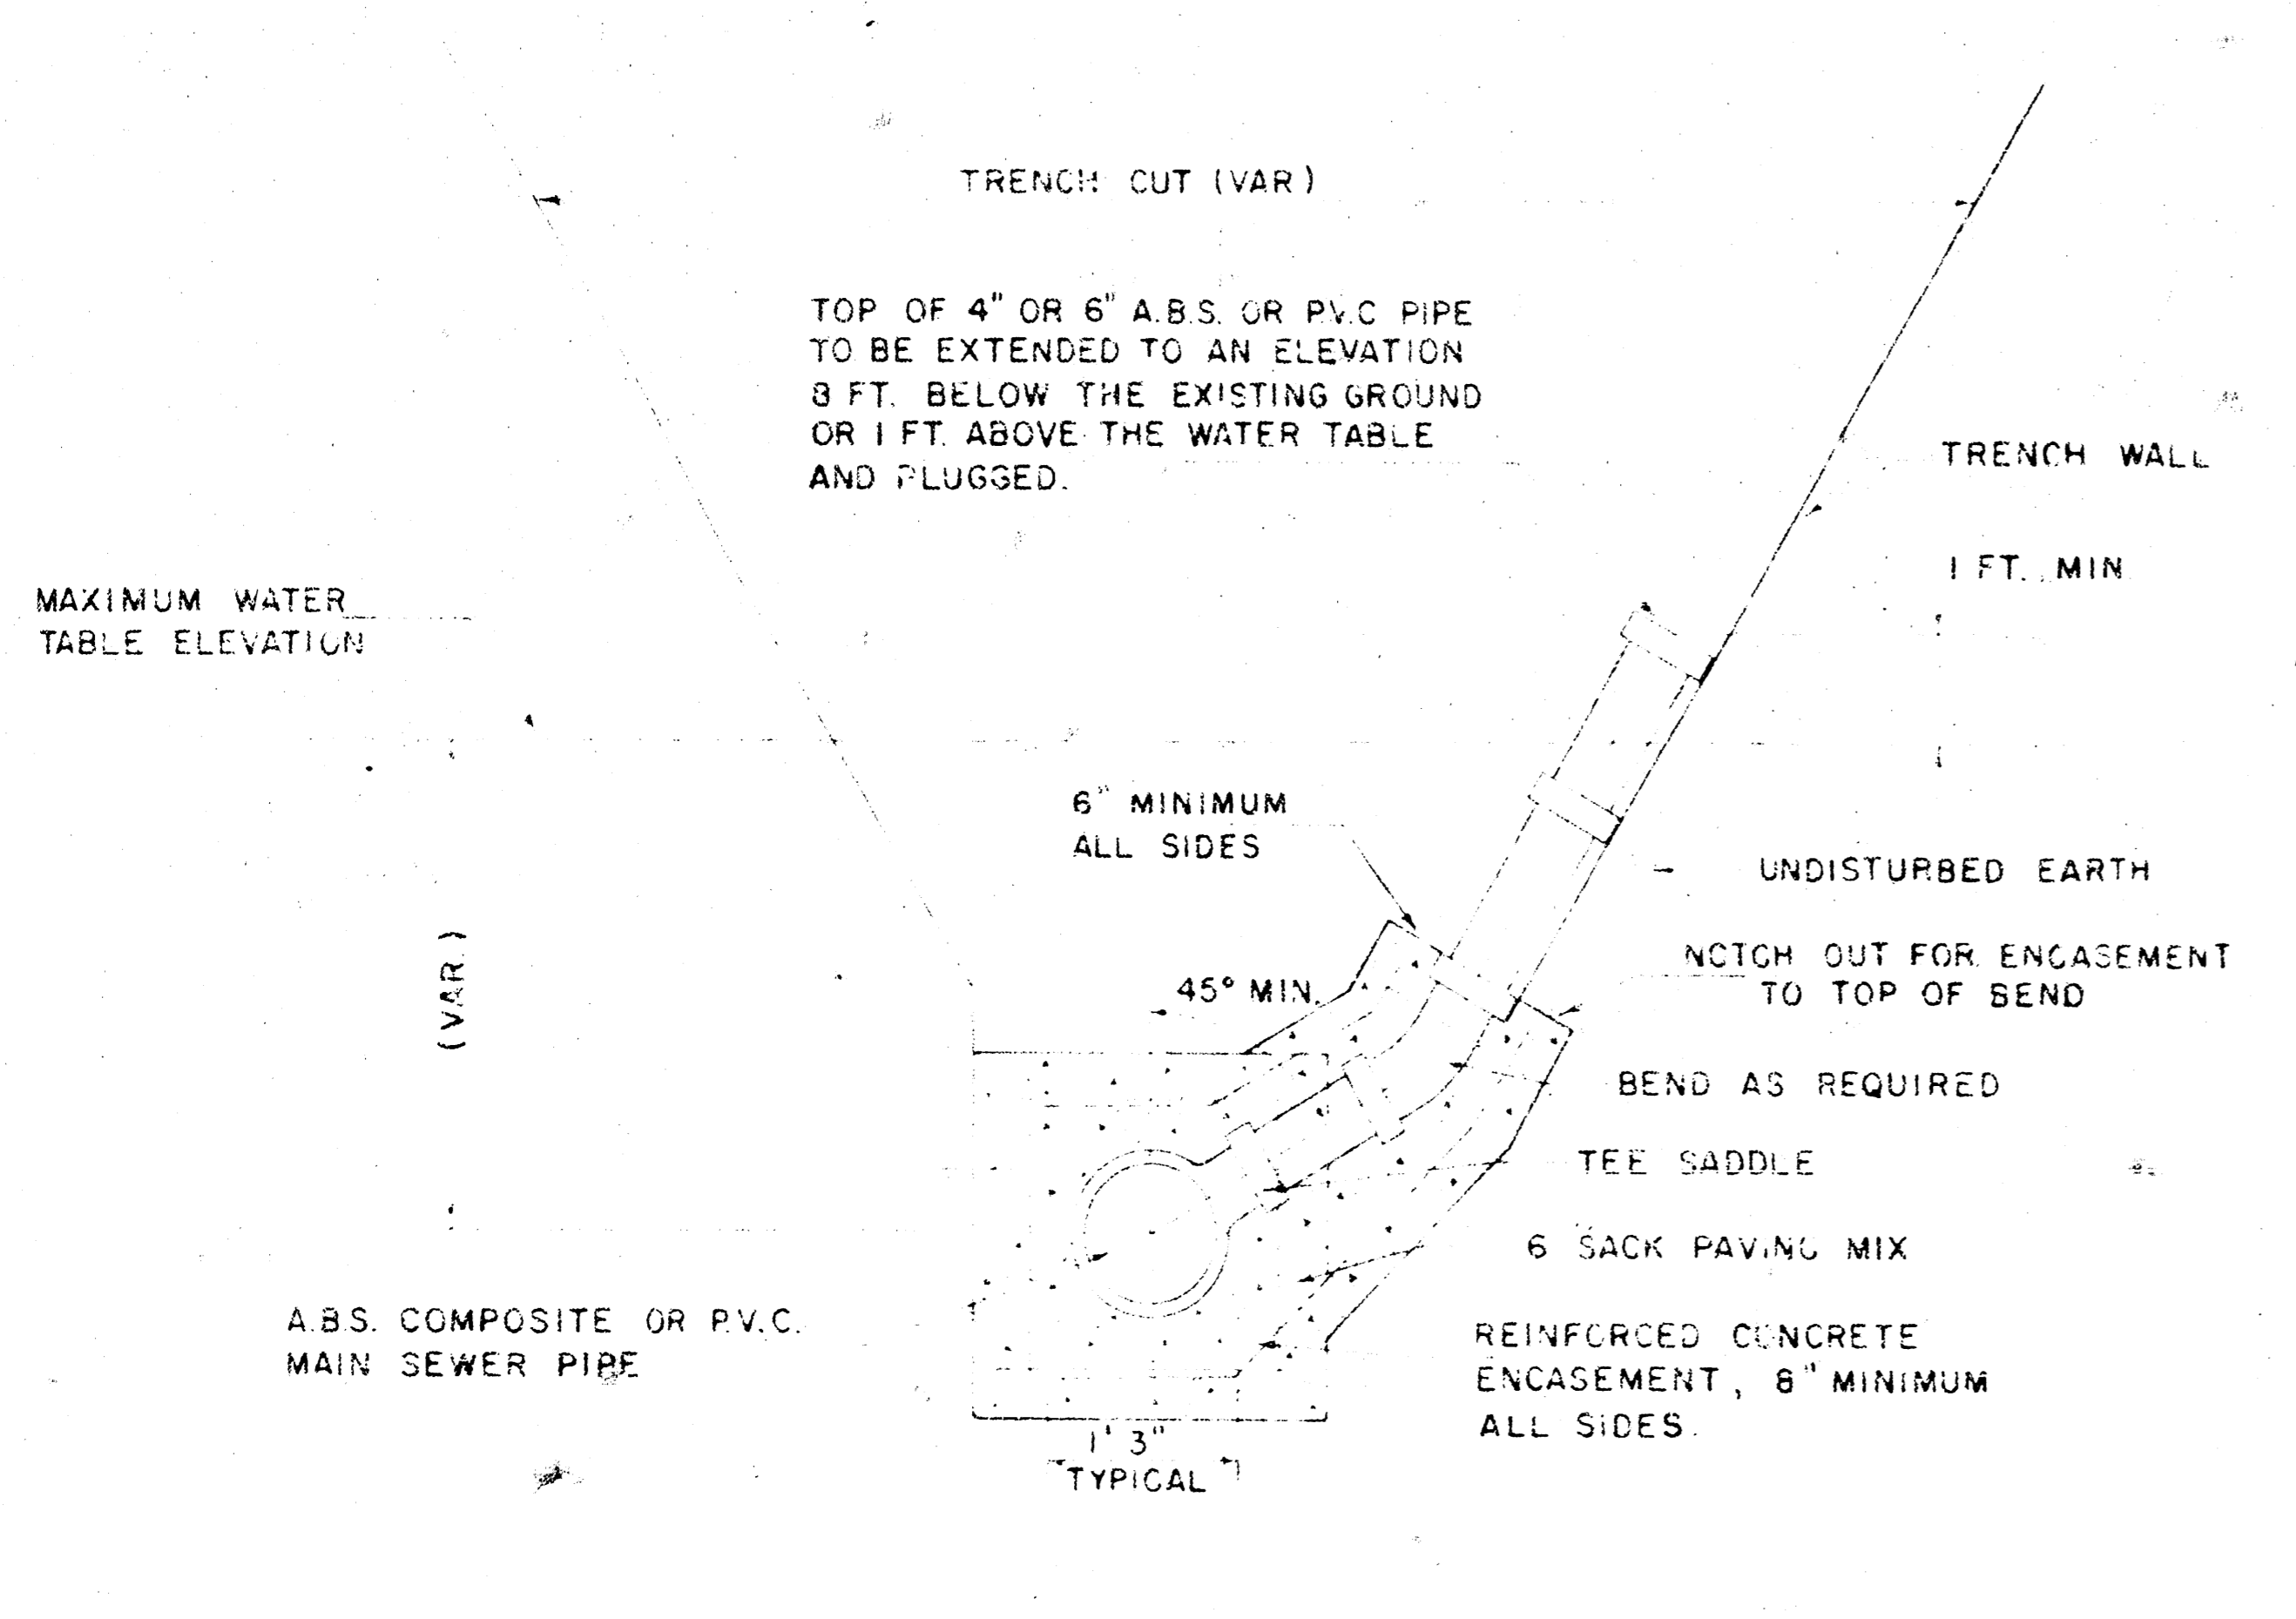 TRENCH CUT (VAR)
TOP OF 4" OR 6" A.B.S. OR P.V.C PIPE
TO BE EXTENDED TO AN ELEVATION
8 FT. BELOW THE EXISTING GROUND
OR 1 FT. ABOVE THE WATER TABLE
AND PLUGGED.
TRENCH WALL
1 FT. MIN
MAXIMUM WATER
TABLE ELEVATION
6" MINIMUM
ALL SIDES
UNDISTURBED EARTH
(VAR.)
45° MIN.
NOTCH OUT FOR ENCASEMENT
TO TOP OF BEND
BEND AS REQUIRED
TEE SADDLE
6 SACK PAVING MIX
A.B.S. COMPOSITE OR P.V.C.
MAIN SEWER PIPE
REINFORCED CONCRETE
ENCASEMENT, 8" MINIMUM
ALL SIDES.
1' 3"
TYPICAL